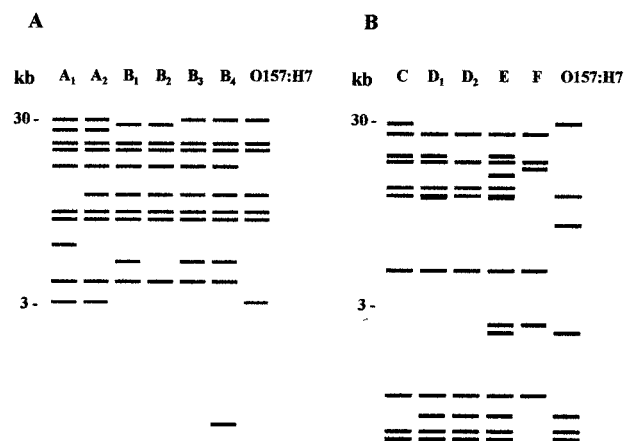 A
kb A₁ A₂ B₁ B₂ B₃ B₄ O157:H7
30 -
3 -
B
kb C D₁ D₂ E F O157:H7
30 -
3 -